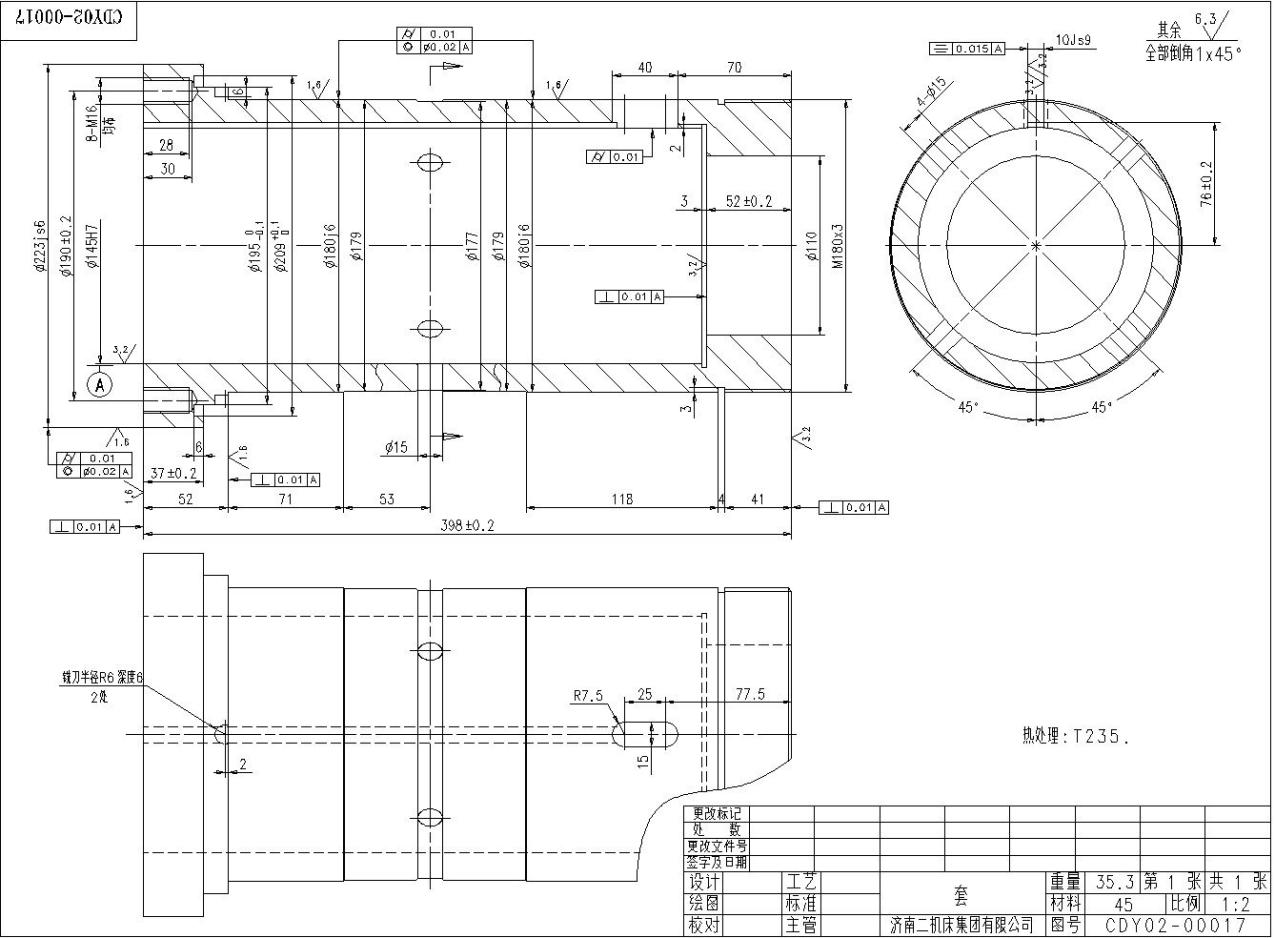 CDY02-00017
其余 6.3
全部倒角1x45°
0.01
ø0.02 A
0.015 A
10Js9
3.2
3.2
40
70
1.6
1.6
6
4-ø15
8-M16
均布
28
30
2
0.01
76±0.2
3
52±0.2
ø223js6
ø190±0.2
ø145H7
ø195 0 -0.1
ø209 +0.1 0
ø180j6
ø179
ø177
ø179
ø180j6
ø110
M180x3
3.2
0.01 A
3.2
A
45°
45°
3
1.6
6
1.6
ø15
3.2
0.01
ø0.02 A
37±0.2
0.01 A
1.6
52
71
53
118
4
41
0.01 A
0.01 A
398±0.2
铣刀半径R6 深度6
2处
2
R7.5
25
77.5
15
热处理:T235.
更改标记
处 数
更改文件号
签字及日期
设计 工艺 套 重量 35.3 第 1 张 共 1 张
绘图 标准 材料 45 比例 1:2
校对 主管 济南二机床集团有限公司 图号 CDY02-00017